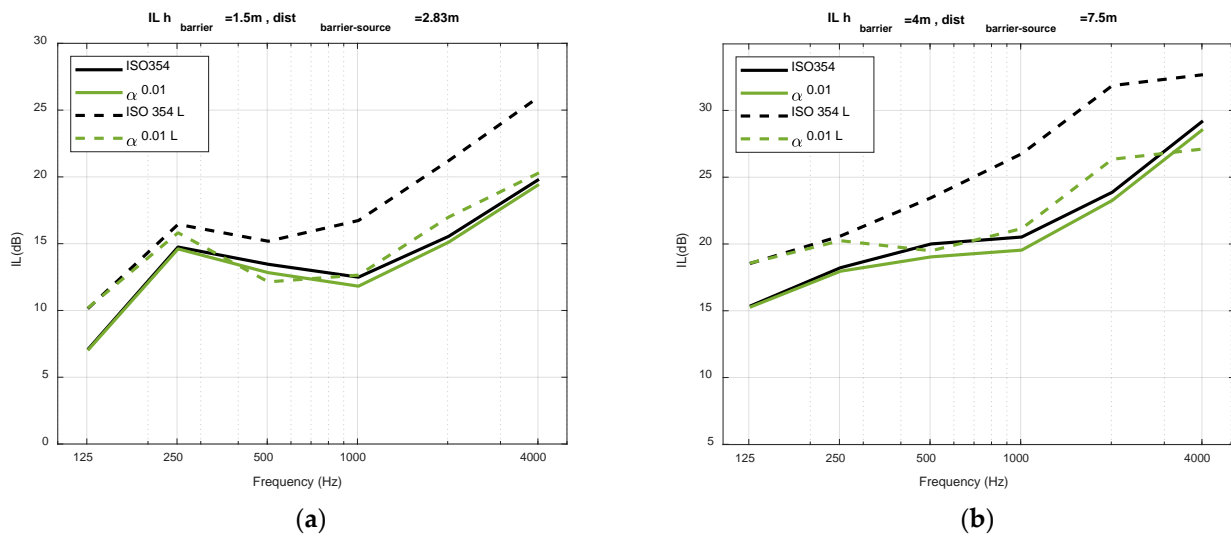 IL h barrier =1.5m , dist barrier-source =2.83m
30
25
20
15
10
5
0
IL(dB)
ISO354
α 0.01
ISO 354 L
α 0.01 L
125 250 500 1000 4000
Frequency (Hz)
(a)
IL h barrier =4m , dist barrier-source =7.5m
30
25
20
15
10
5
IL(dB)
ISO354
α 0.01
ISO 354 L
α 0.01 L
125 250 500 1000 4000
Frequency (Hz)
(b)